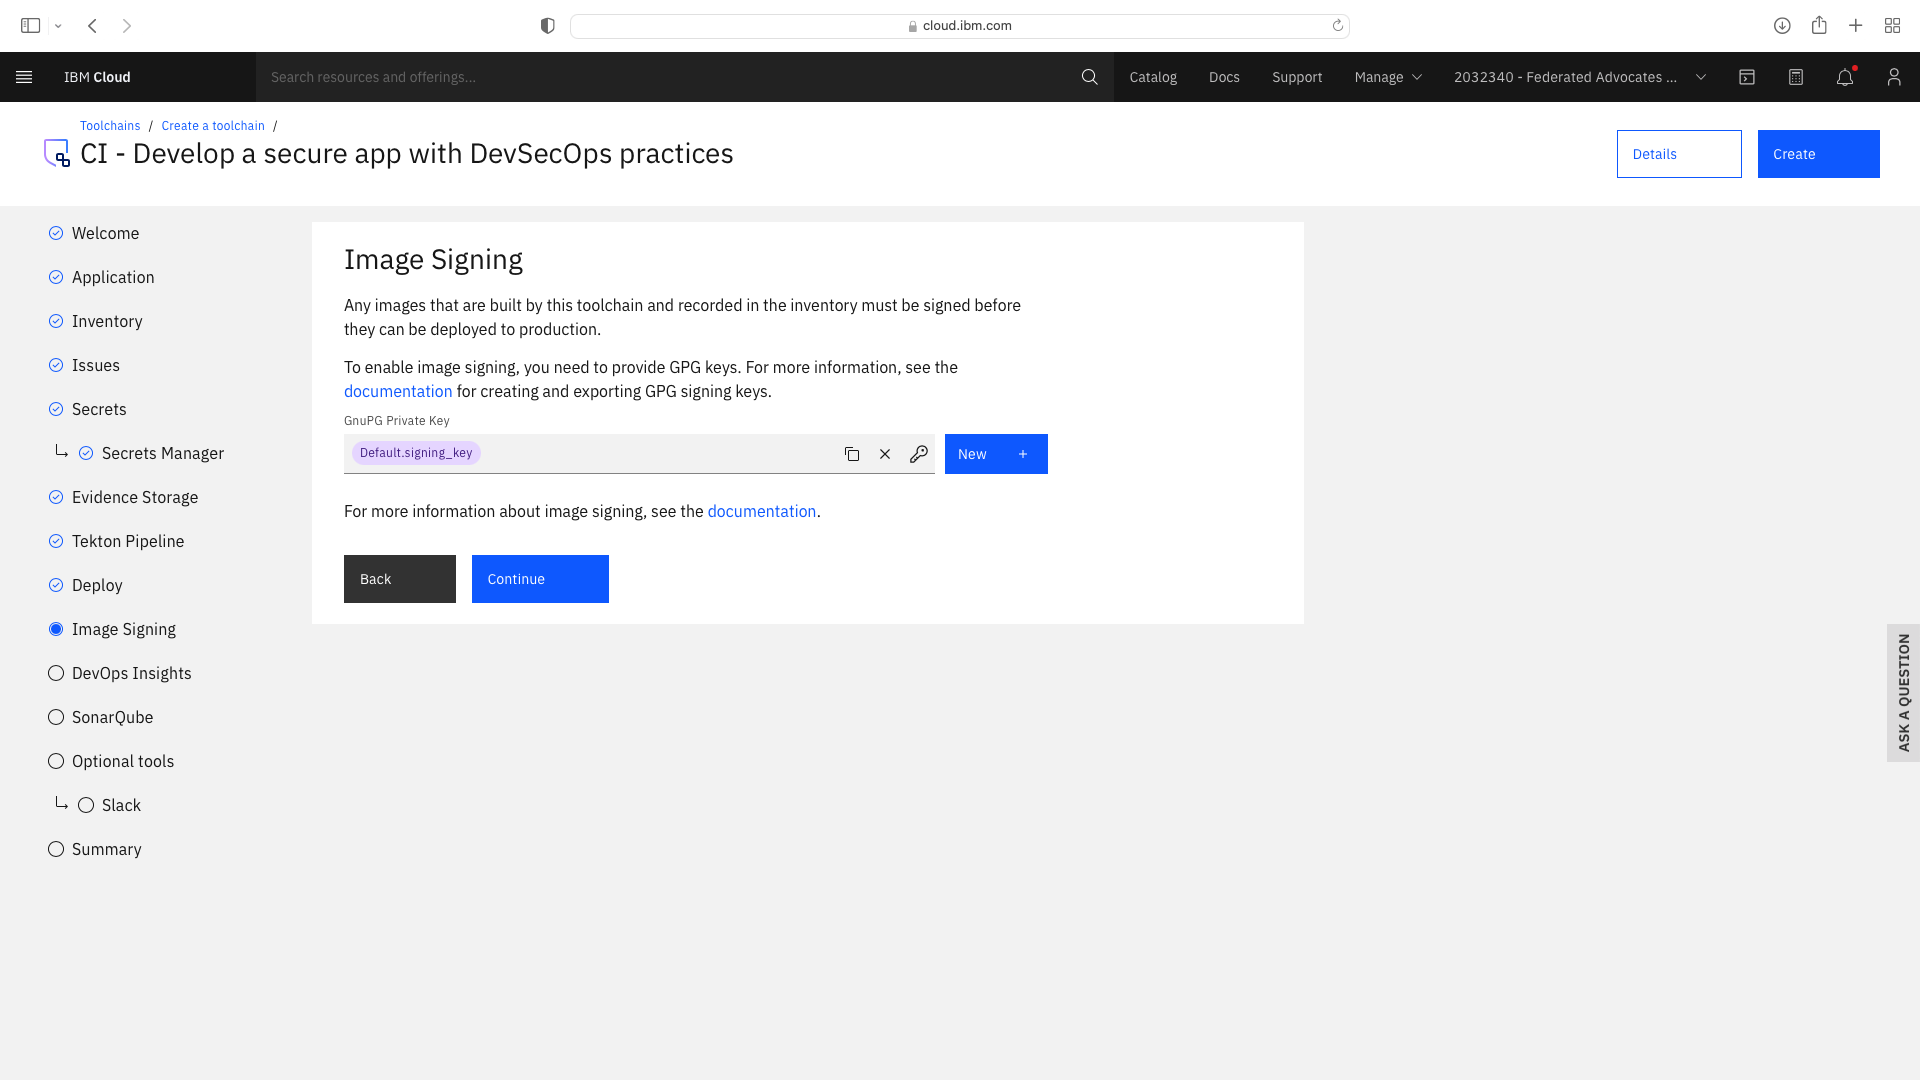 cloud.ibm.com
IBM Cloud
Search resources and offerings...
Catalog
Docs
Support
Manage
2032340 - Federated Advocates ...
Toolchains / Create a toolchain /
CI - Develop a secure app with DevSecOps practices
Details
Create
Welcome
Application
Inventory
Issues
Secrets
Secrets Manager
Evidence Storage
Tekton Pipeline
Deploy
Image Signing
DevOps Insights
SonarQube
Optional tools
Slack
Summary
Image Signing
Any images that are built by this toolchain and recorded in the inventory must be signed before
they can be deployed to production.
To enable image signing, you need to provide GPG keys. For more information, see the
documentation for creating and exporting GPG signing keys.
GnuPG Private Key
Default.signing_key
New +
For more information about image signing, see the documentation.
Back
Continue
ASK A QUESTION